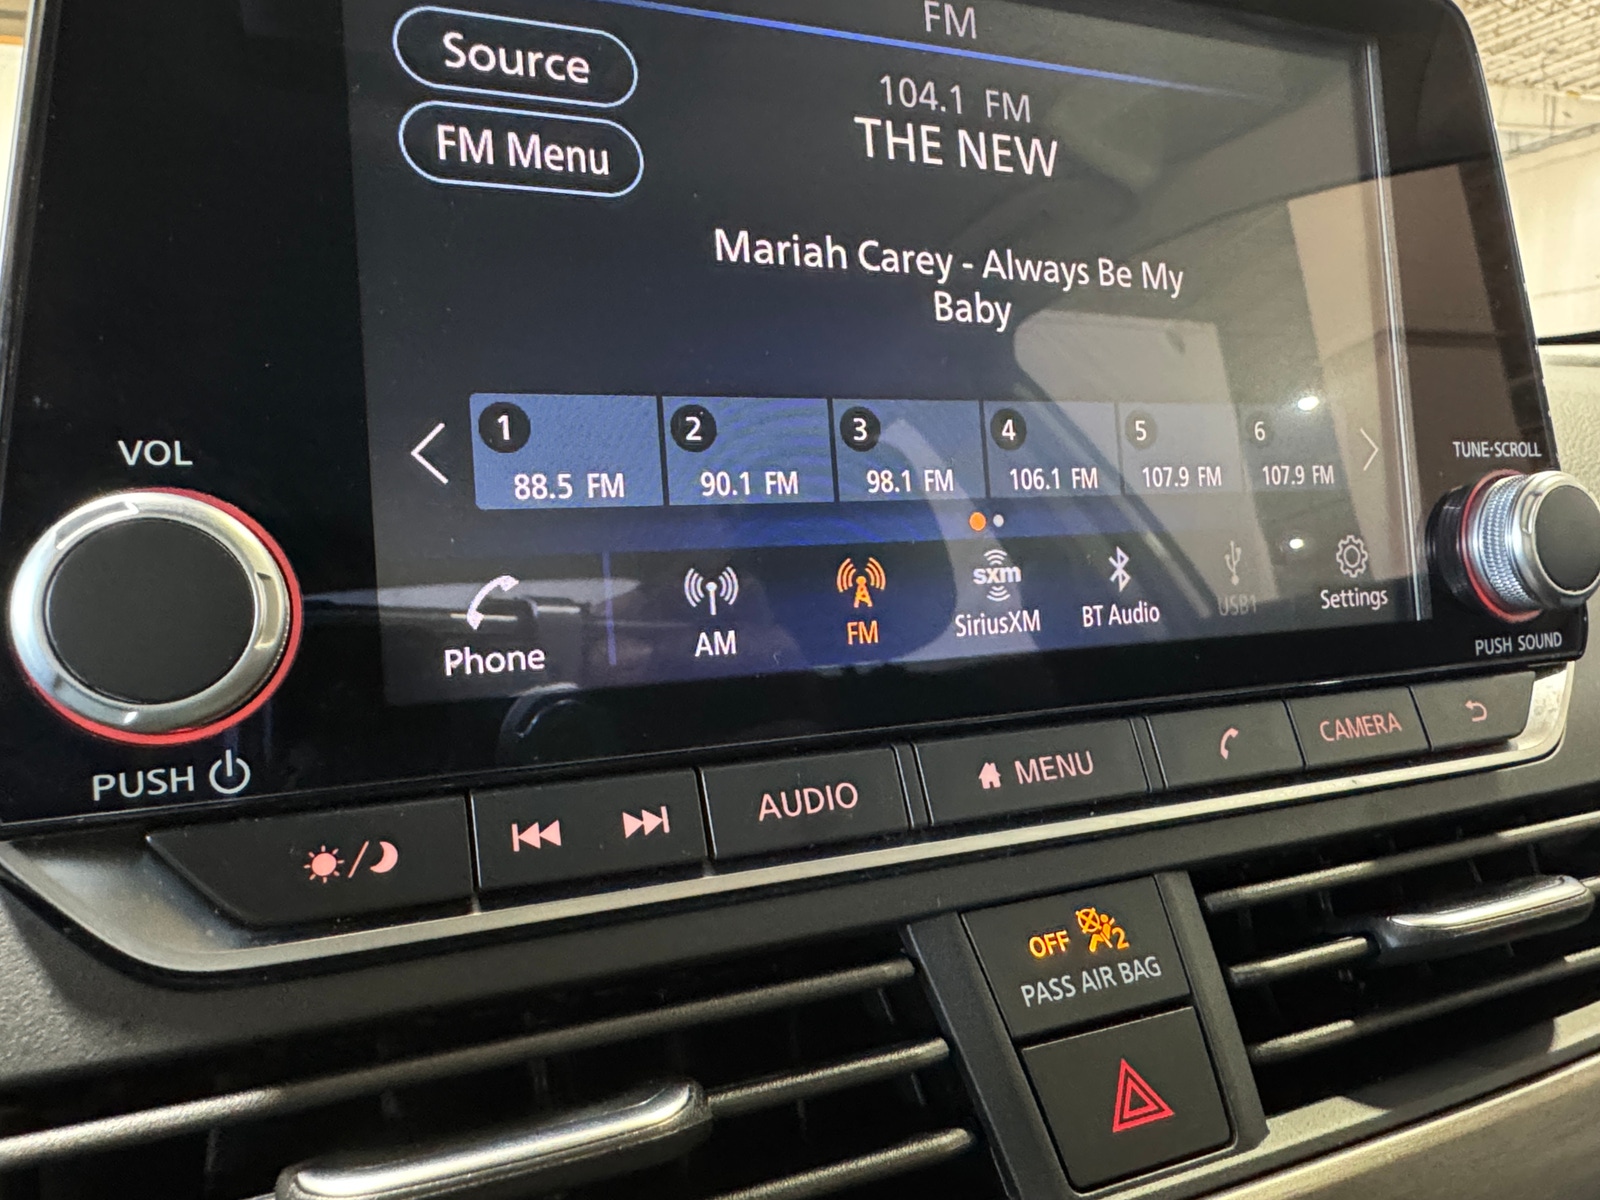 FM
Source
104.1 FM
FM Menu
THE NEW
Mariah Carey - Always Be My
Baby
VOL
TUNE·SCROLL
1 2 3 4 5 6
88.5 FM 90.1 FM 98.1 FM 106.1 FM 107.9 FM 107.9 FM
sxm
Phone AM FM SiriusXM BT Audio USB1 Settings
PUSH SOUND
PUSH
AUDIO MENU CAMERA
OFF 2
PASS AIR BAG